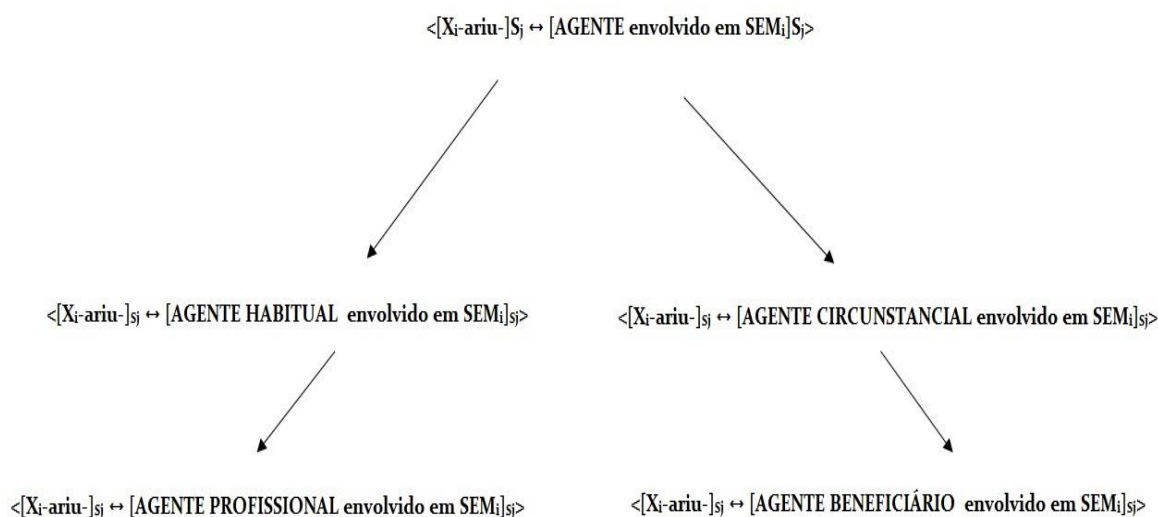 <[Xi-ariu-]Sj ↔ [AGENTE envolvido em SEMi]Sj>
<[Xi-ariu-]sj ↔ [AGENTE HABITUAL envolvido em SEMi]sj>
<[Xi-ariu-]sj ↔ [AGENTE CIRCUNSTANCIAL envolvido em SEMi]sj>
<[Xi-ariu-]sj ↔ [AGENTE PROFISSIONAL envolvido em SEMi]sj>
<[Xi-ariu-]sj ↔ [AGENTE BENEFICIÁRIO envolvido em SEMi]sj>